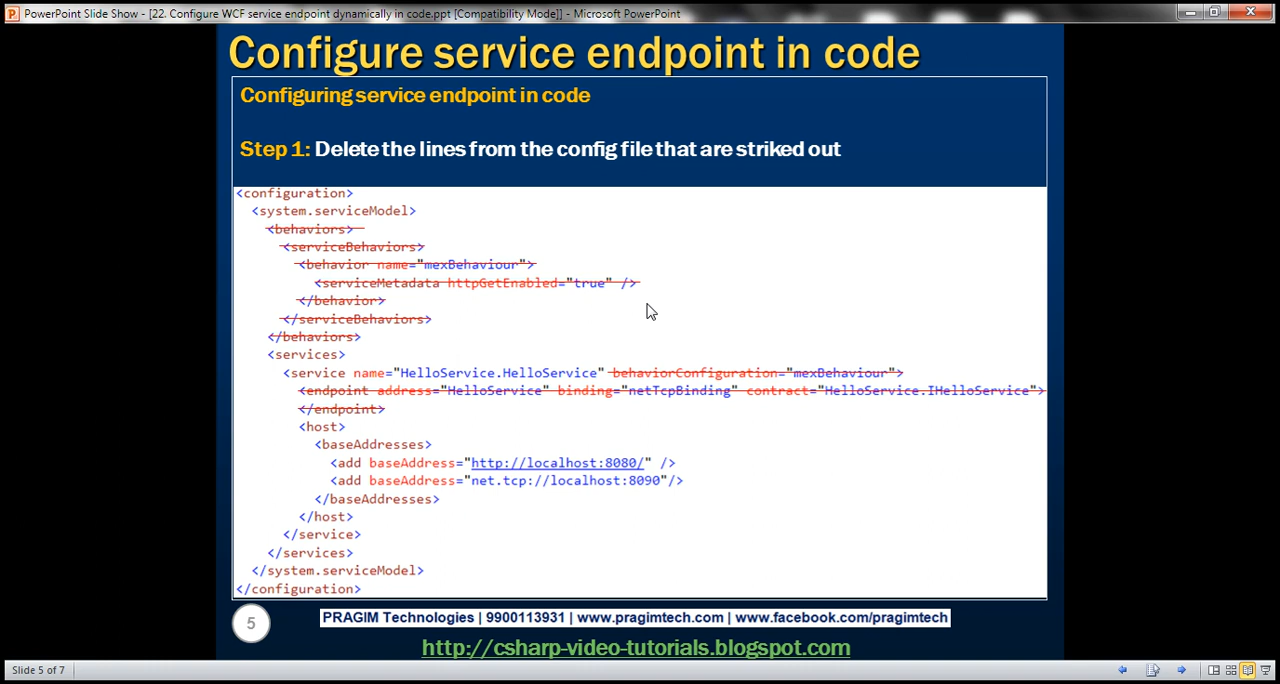 PowerPoint Slide Show - [22. Configure WCF service endpoint dynamically in code.ppt [Compatibility Mode]] - Microsoft PowerPoint
Configure service endpoint in code
Configuring service endpoint in code
Step 1: Delete the lines from the config file that are striked out
<configuration>
<system.serviceModel>
<behaviors>
<serviceBehaviors>
<behavior name="mexBehaviour">
<serviceMetadata httpGetEnabled="true" />
</behavior>
</serviceBehaviors>
</behaviors>
<services>
<service name="HelloService.HelloService" behaviorConfiguration="mexBehaviour">
<endpoint address="HelloService" binding="netTcpBinding" contract="HelloService.IHelloService">
</endpoint>
<host>
<baseAddresses>
<add baseAddress="http://localhost:8080/" />
<add baseAddress="net.tcp://localhost:8090"/>
</baseAddresses>
</host>
</service>
</services>
</system.serviceModel>
</configuration>
5
PRAGIM Technologies | 9900113931 | www.pragimtech.com | www.facebook.com/pragimtech
http://csharp-video-tutorials.blogspot.com
Slide 5 of 7